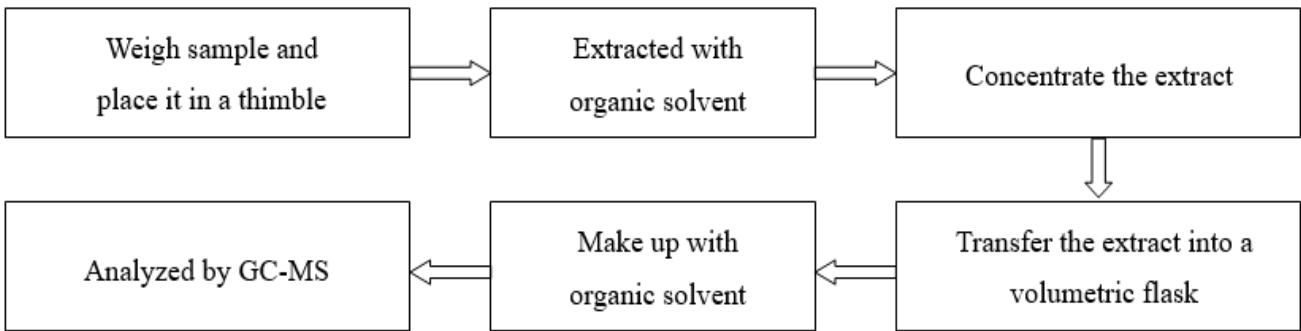 Weigh sample and
place it in a thimble
Extracted with
organic solvent
Concentrate the extract
Transfer the extract into a
volumetric flask
Make up with
organic solvent
Analyzed by GC-MS